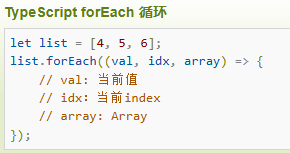 TypeScript forEach 循环
let list = [4, 5, 6];
list.forEach((val, idx, array) => {
    // val: 当前值
    // idx: 当前index
    // array: Array
});